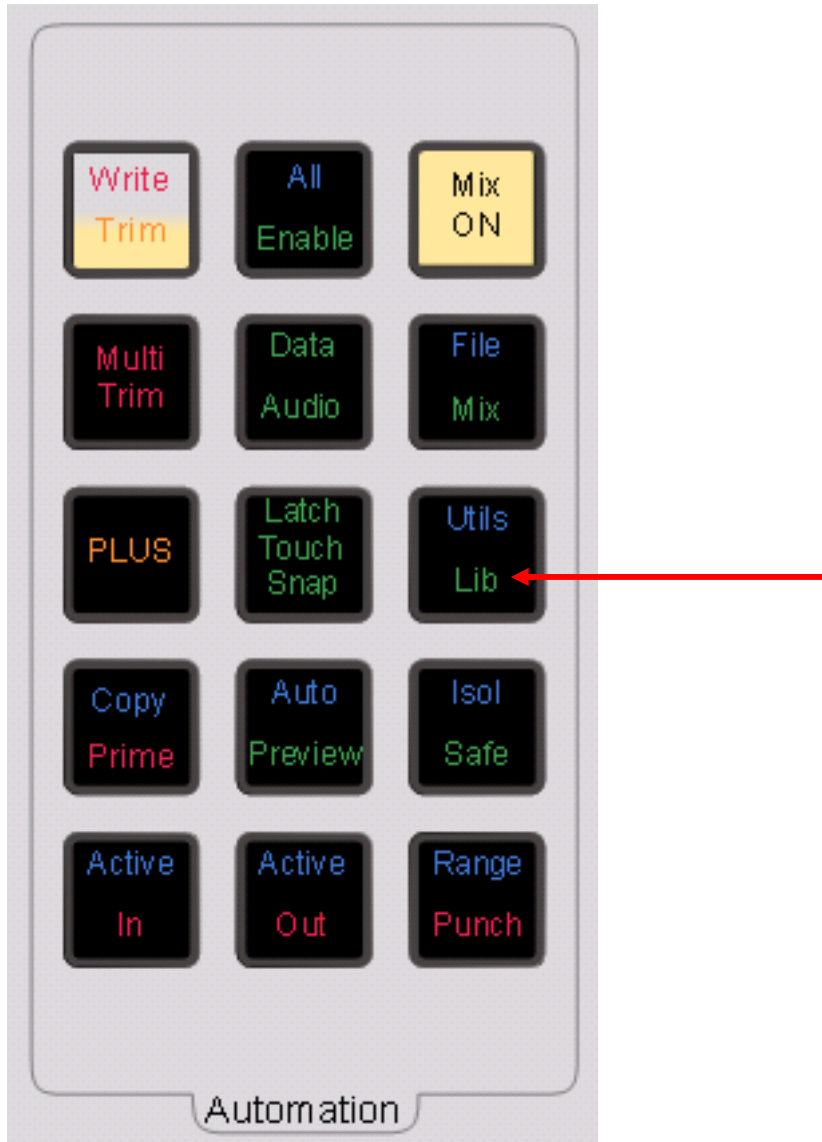 Write
Trim
All
Enable
Mix
ON
Multi
Trim
Data
Audio
File
Mix
PLUS
Latch
Touch
Snap
Utils
Lib
Copy
Prime
Auto
Preview
Isol
Safe
Active
In
Active
Out
Range
Punch
Automation